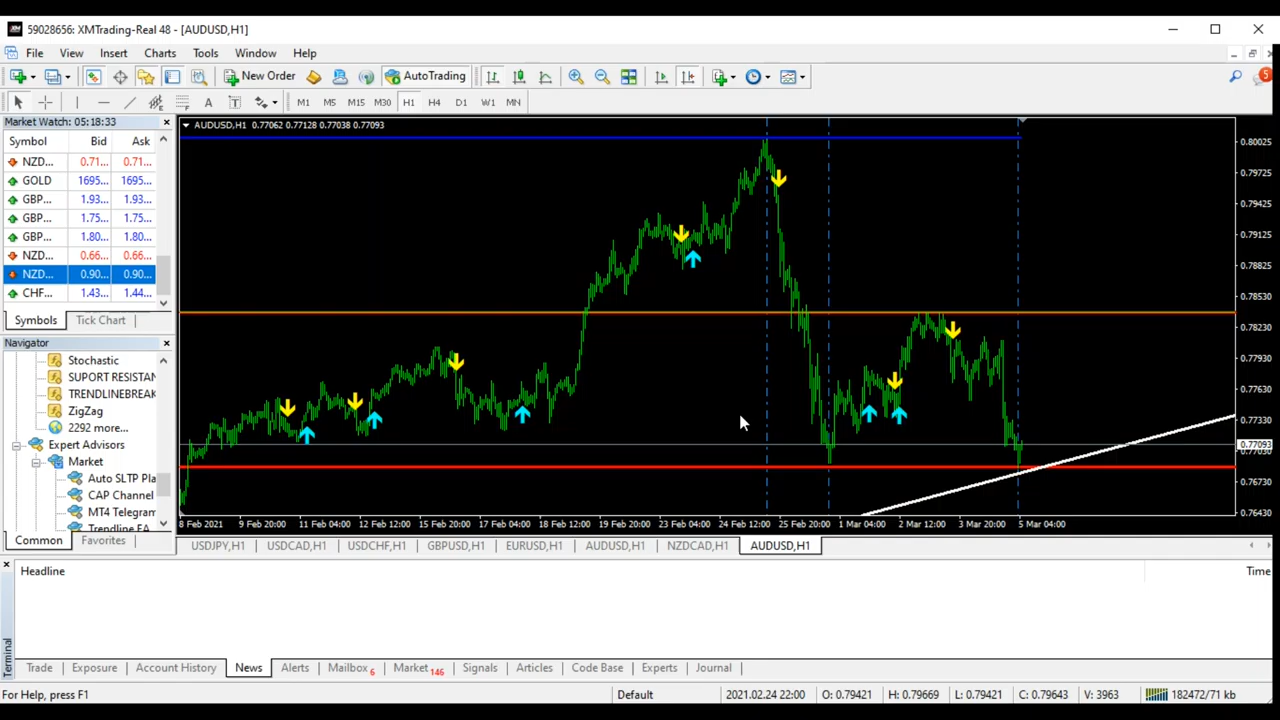 59028656: XMTrading-Real 48 - [AUDUSD,H1]
File View Insert Charts Tools Window Help
New Order AutoTrading 5
A T M1 M5 M15 M30 H1 H4 D1 W1 MN
Market Watch: 05:18:33
Symbol Bid Ask
NZD... 0.71... 0.71...
GOLD 1695... 1695...
GBP... 1.93... 1.93...
GBP... 1.75... 1.75...
GBP... 1.80... 1.80...
NZD... 0.66... 0.66...
NZD... 0.90... 0.90...
CHF... 1.43... 1.44...
Symbols Tick Chart
Navigator
Stochastic
SUPORT RESISTAN
TRENDLINEBREAK
ZigZag
2292 more...
Expert Advisors
Market
Auto SLTP Pla
CAP Channel
MT4 Telegram
Trendline EA
Common Favorites
AUDUSD,H1 0.77062 0.77128 0.77038 0.77093
0.80025
0.79725
0.79425
0.79125
0.78825
0.78530
0.78230
0.77930
0.77630
0.77330
0.77093
0.77030
0.76730
0.76430
8 Feb 2021 9 Feb 20:00 11 Feb 04:00 12 Feb 12:00 15 Feb 20:00 17 Feb 04:00 18 Feb 12:00 19 Feb 20:00 23 Feb 04:00 24 Feb 12:00 25 Feb 20:00 1 Mar 04:00 2 Mar 12:00 3 Mar 20:00 5 Mar 04:00
USDJPY,H1 USDCAD,H1 USDCHF,H1 GBPUSD,H1 EURUSD,H1 AUDUSD,H1 NZDCAD,H1 AUDUSD,H1
Headline Time
Terminal
Trade Exposure Account History News Alerts Mailbox 6 Market 146 Signals Articles Code Base Experts Journal
For Help, press F1 Default 2021.02.24 22:00 O: 0.79421 H: 0.79669 L: 0.79421 C: 0.79643 V: 3963 182472/71 kb